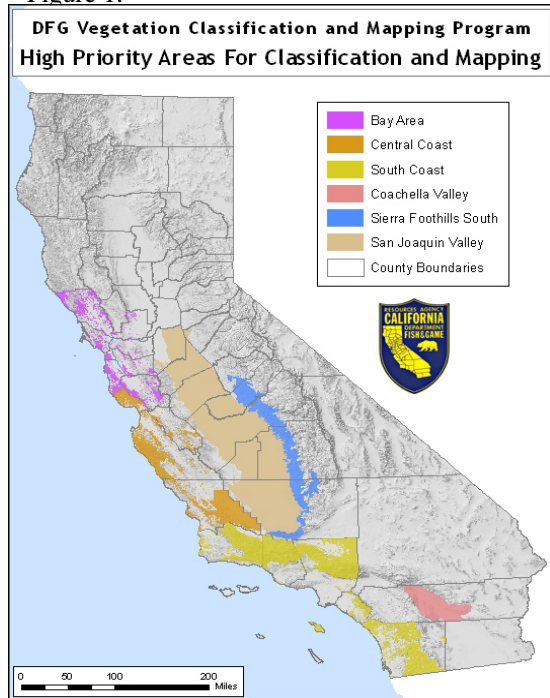 Figure 1.
DFG Vegetation Classification and Mapping Program
High Priority Areas For Classification and Mapping
Bay Area
Central Coast
South Coast
Coachella Valley
Sierra Foothills South
San Joaquin Valley
County Boundaries
RESOURCES AGENCY
CALIFORNIA
DEPARTMENT
FISH & GAME
0 50 100 200
Miles